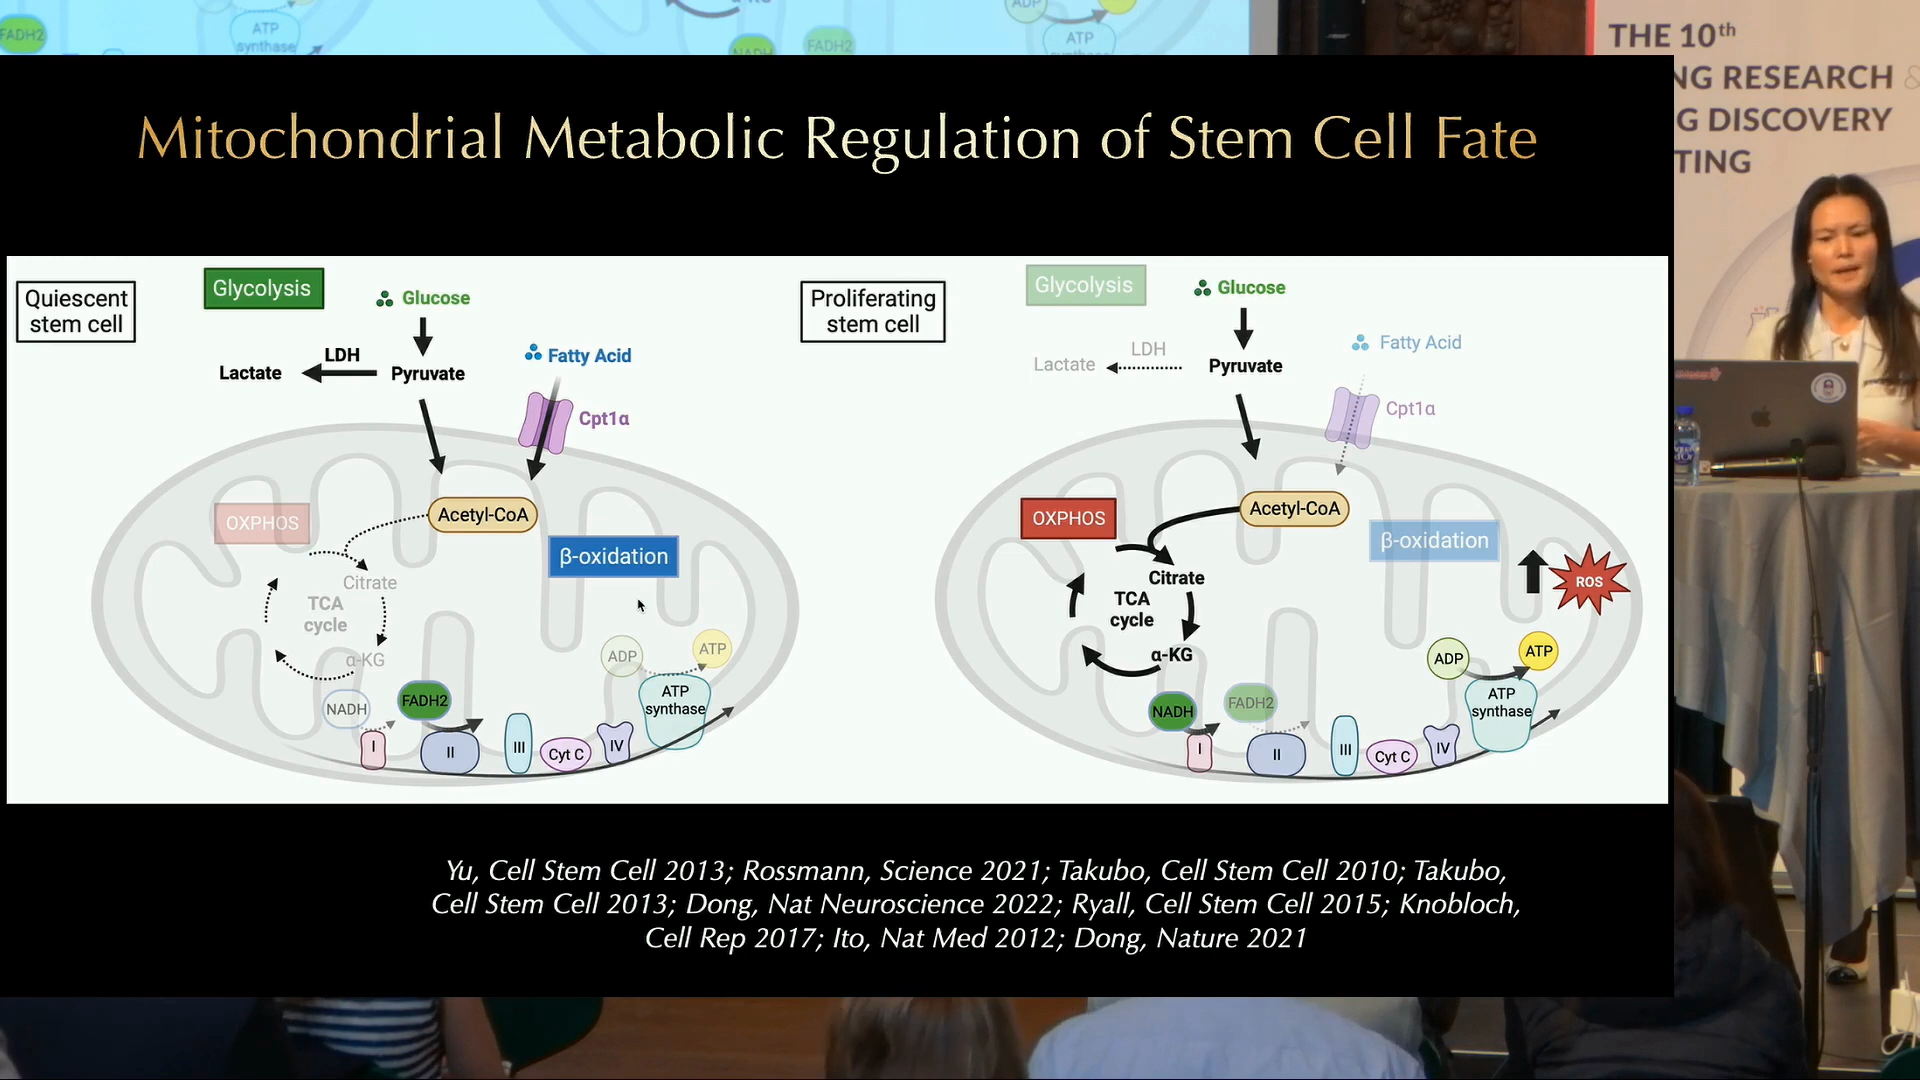 FADH2
ATP
synthase
NADH
FADH2
ADP
ATP
THE 10th
NG RESEARCH &
G DISCOVERY
TING
Mitochondrial Metabolic Regulation of Stem Cell Fate
Quiescent
stem cell
Glycolysis
Glucose
LDH
Lactate
Pyruvate
Fatty Acid
Cpt1α
OXPHOS
Acetyl-CoA
β-oxidation
Citrate
TCA
cycle
α-KG
NADH
FADH2
ADP
ATP
ATP
synthase
I
II
III
Cyt C
IV
Proliferating
stem cell
Glycolysis
Glucose
LDH
Lactate
Pyruvate
Fatty Acid
Cpt1α
OXPHOS
Acetyl-CoA
β-oxidation
ROS
Citrate
TCA
cycle
α-KG
NADH
FADH2
ADP
ATP
ATP
synthase
I
II
III
Cyt C
IV
Yu, Cell Stem Cell 2013; Rossmann, Science 2021; Takubo, Cell Stem Cell 2010; Takubo,
Cell Stem Cell 2013; Dong, Nat Neuroscience 2022; Ryall, Cell Stem Cell 2015; Knobloch,
Cell Rep 2017; Ito, Nat Med 2012; Dong, Nature 2021